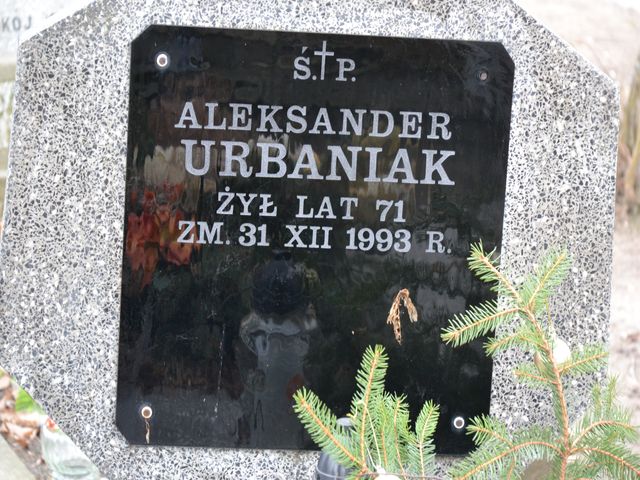 Ś.†P.
ALEKSANDER
URBANIAK
ŻYŁ LAT 71
ZM. 31 XII 1993 R.